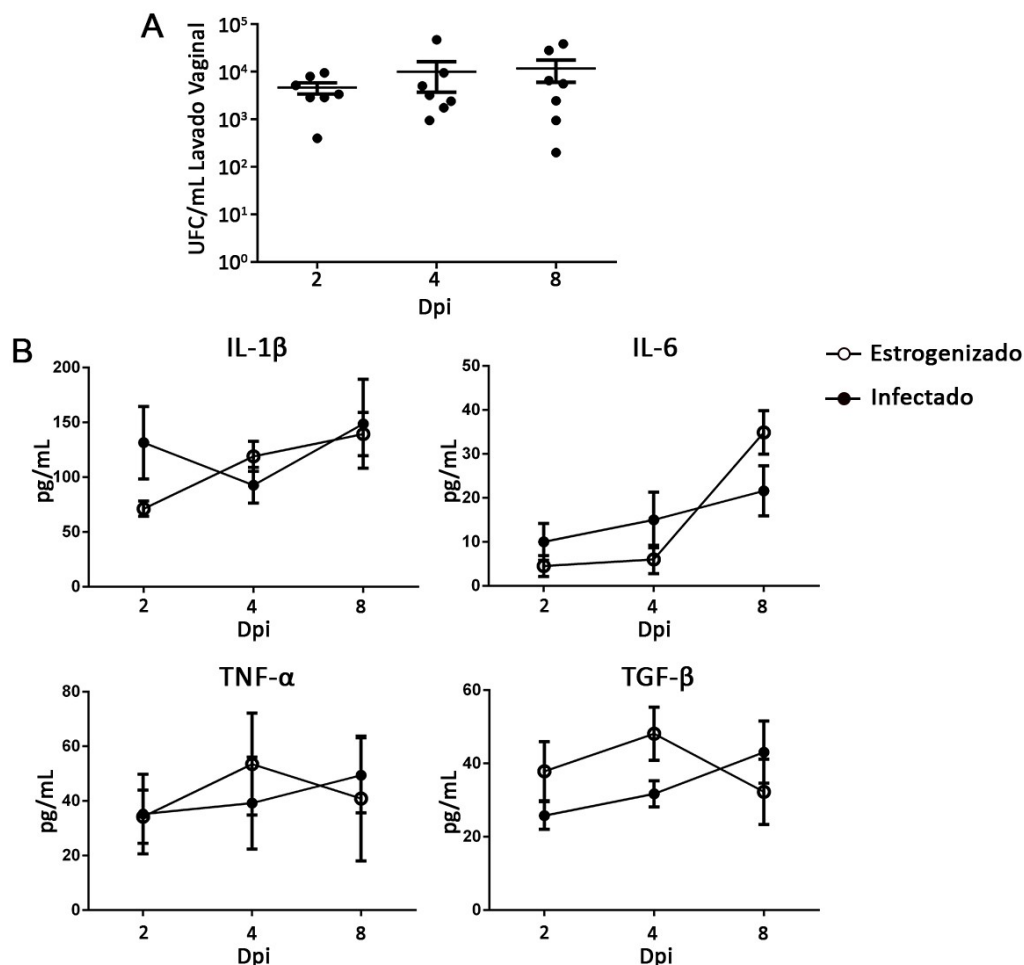 A
UFC/mL Lavado Vaginal
10⁵
10⁴
10³
10²
10¹
10⁰
2 4 8
Dpi
B
IL-1β
pg/mL
200
150
100
50
0
2 4 8
Dpi
IL-6
pg/mL
50
40
30
20
10
0
2 4 8
Dpi
Estrogenizado
Infectado
TNF-α
pg/mL
80
60
40
20
0
2 4 8
Dpi
TGF-β
pg/mL
60
40
20
0
2 4 8
Dpi